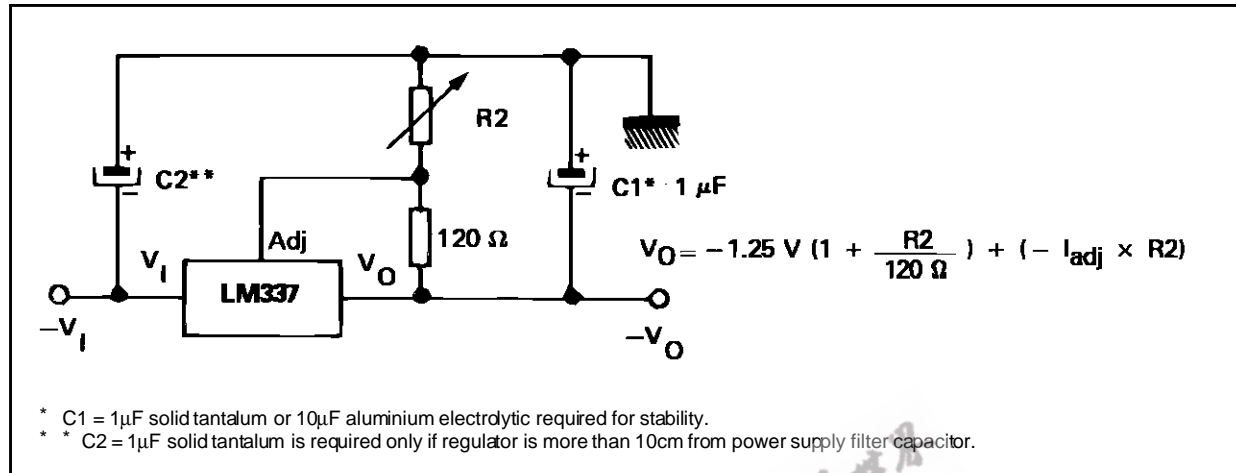 R2
+
C2**
−
+
C1* 1 μF
−
Adj
120 Ω
V_I
V_O
LM337
−V_I
−V_O
V_O = −1.25 V (1 + R2 / 120 Ω ) + (− I_adj × R2)
* C1 = 1μF solid tantalum or 10μF aluminium electrolytic required for stability.
* * C2 = 1μF solid tantalum is required only if regulator is more than 10cm from power supply filter capacitor.